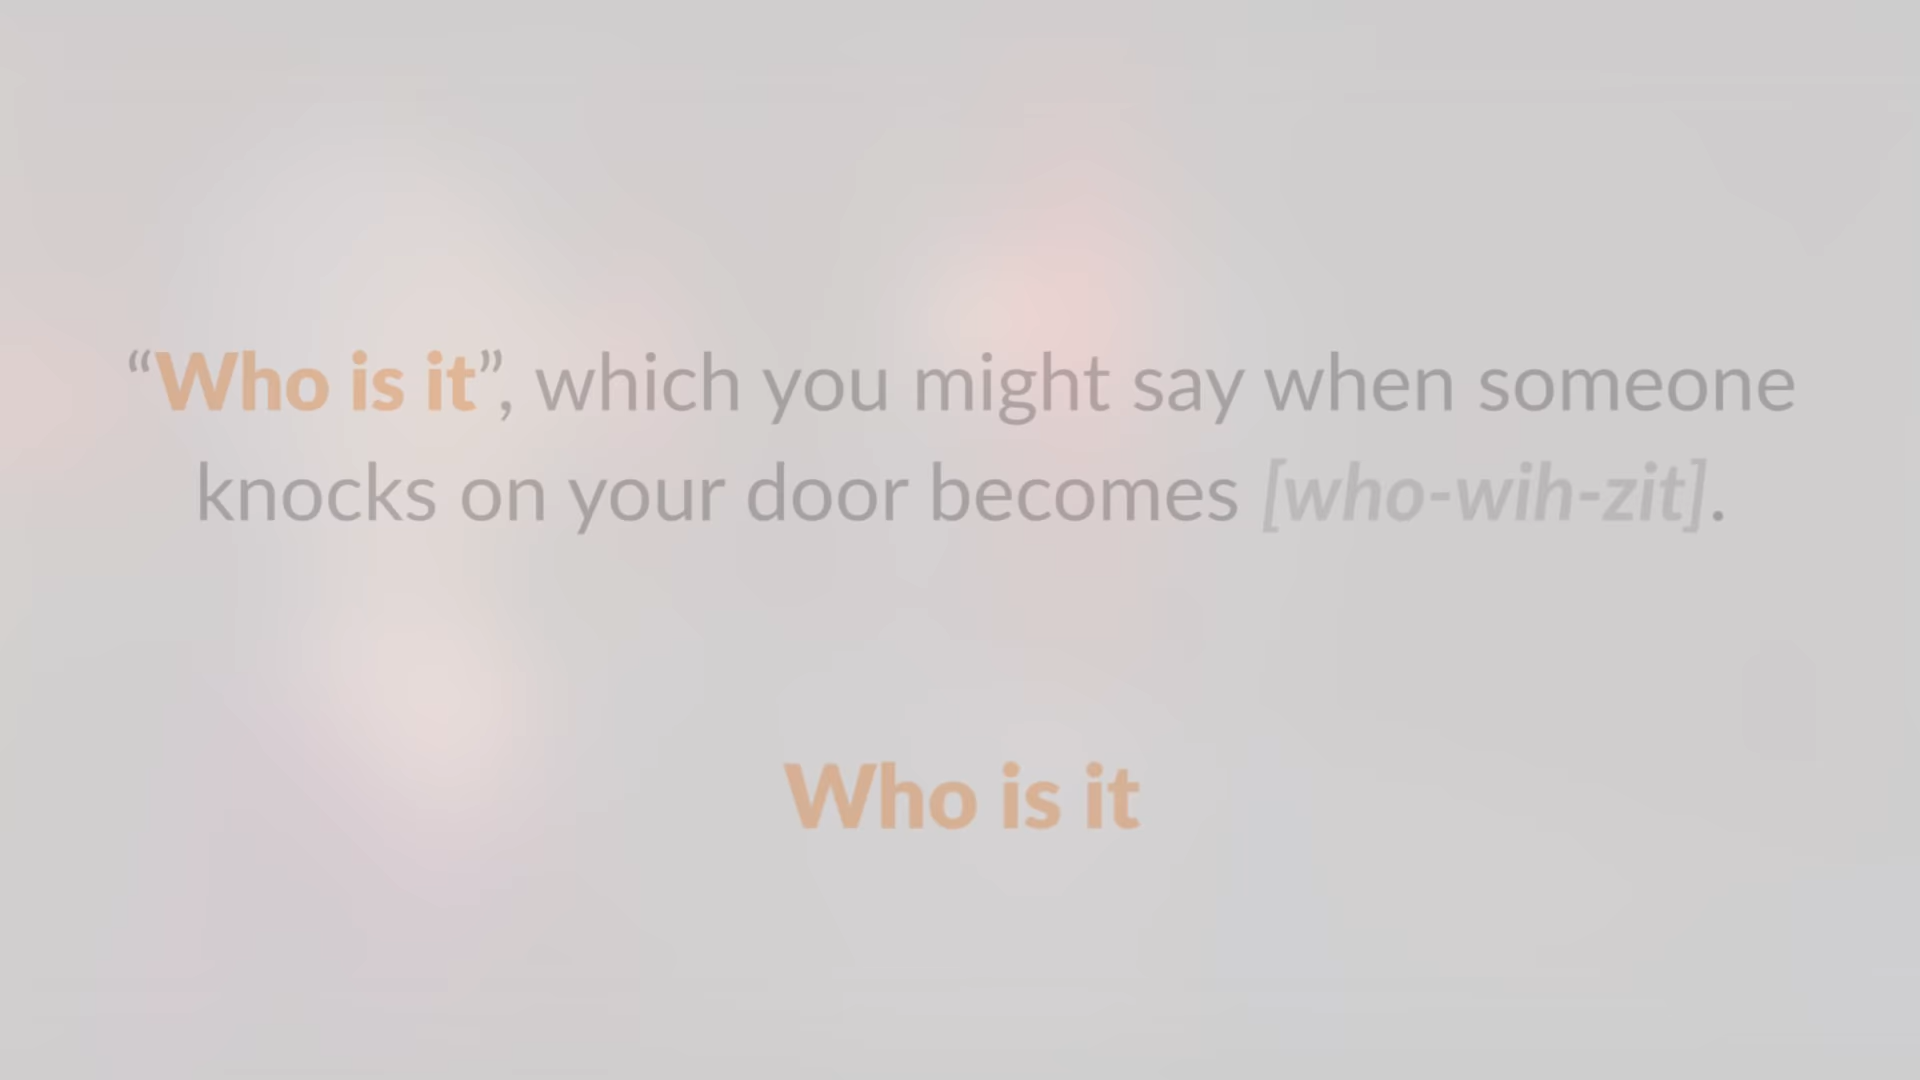 “Who is it”, which you might say when someone
knocks on your door becomes [who-wih-zit].
Who is it